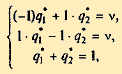 (-1)q₁* + 1·q₂* = ν,
1·q₁* - 1·q₂* = ν,
q₁* + q₂* = 1,